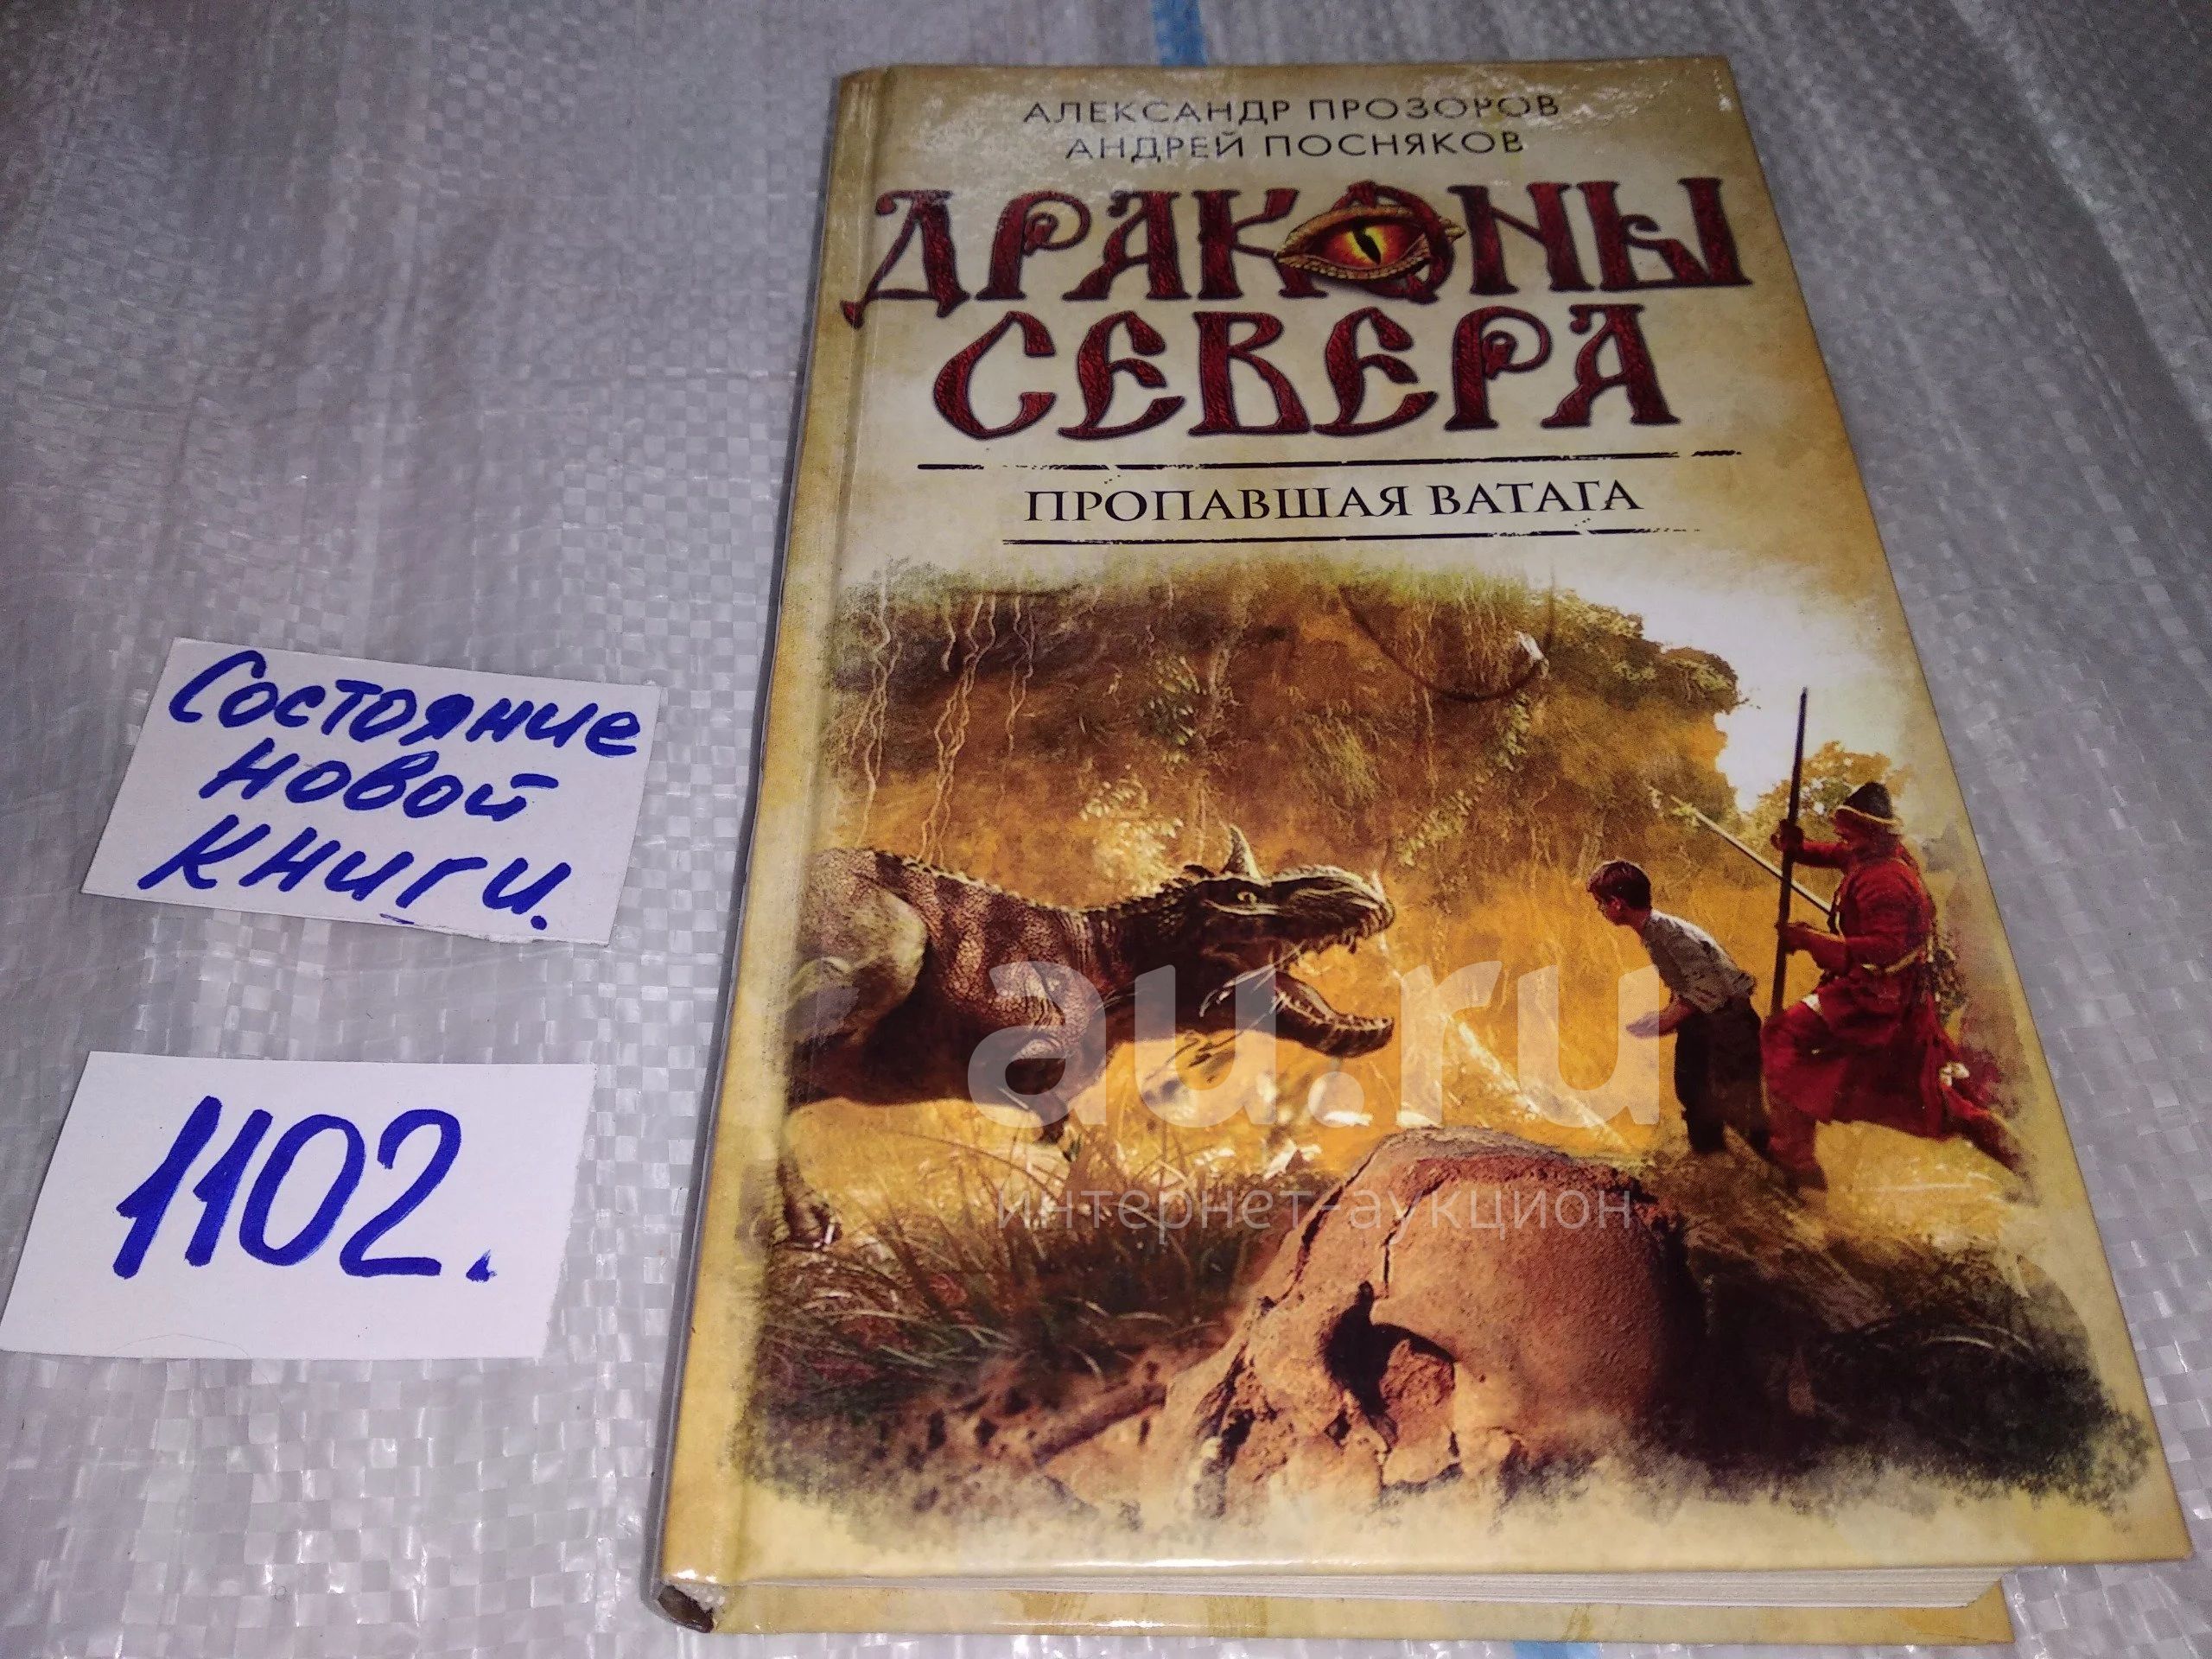 АЛЕКСАНДР ПРОЗОРОВ
АНДРЕЙ ПОСНЯКОВ
ДРАКОНЫ
СЕВЕРА
ПРОПАВШАЯ ВАТАГА
Состояние
новой
книги.
1102.
au.ru
интернет-аукцион